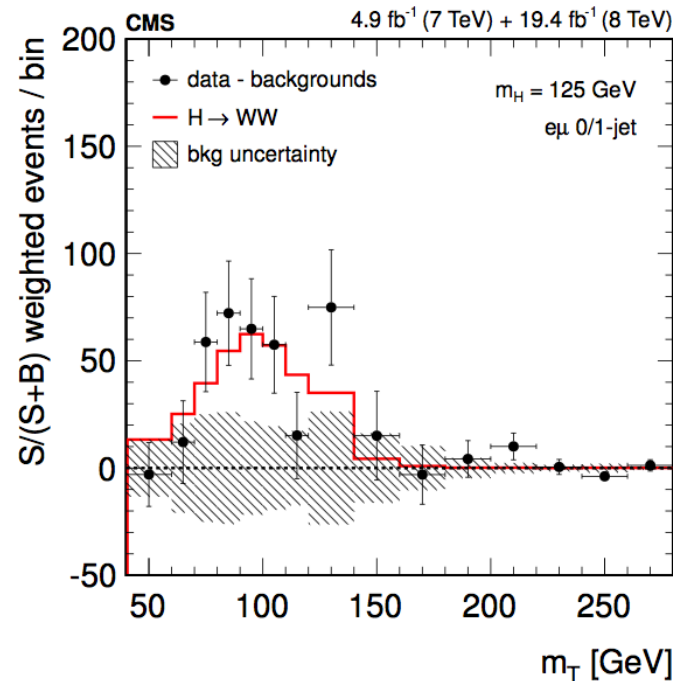 CMS 4.9 fb⁻¹ (7 TeV) + 19.4 fb⁻¹ (8 TeV)
S/(S+B) weighted events / bin
200
150
100
50
0
-50
data - backgrounds
H → WW
bkg uncertainty
m_H = 125 GeV
eμ 0/1-jet
50 100 150 200 250
m_T [GeV]